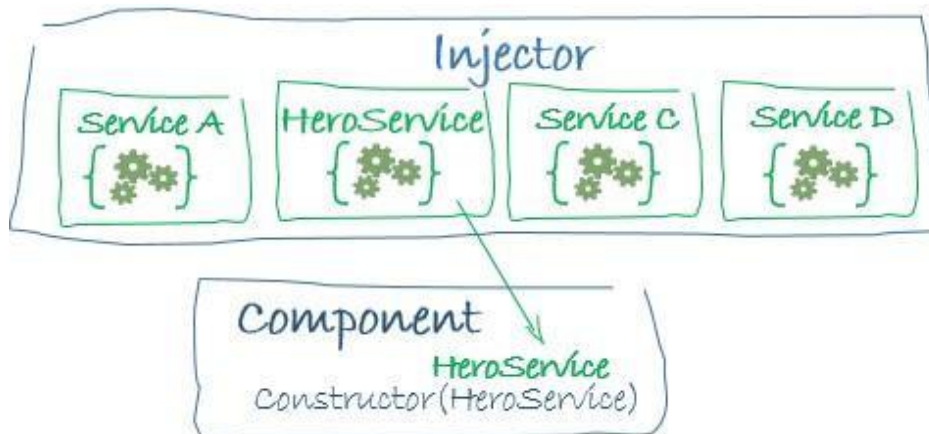 Injector
Service A HeroService Service C Service D
Component
HeroService
Constructor(HeroService)